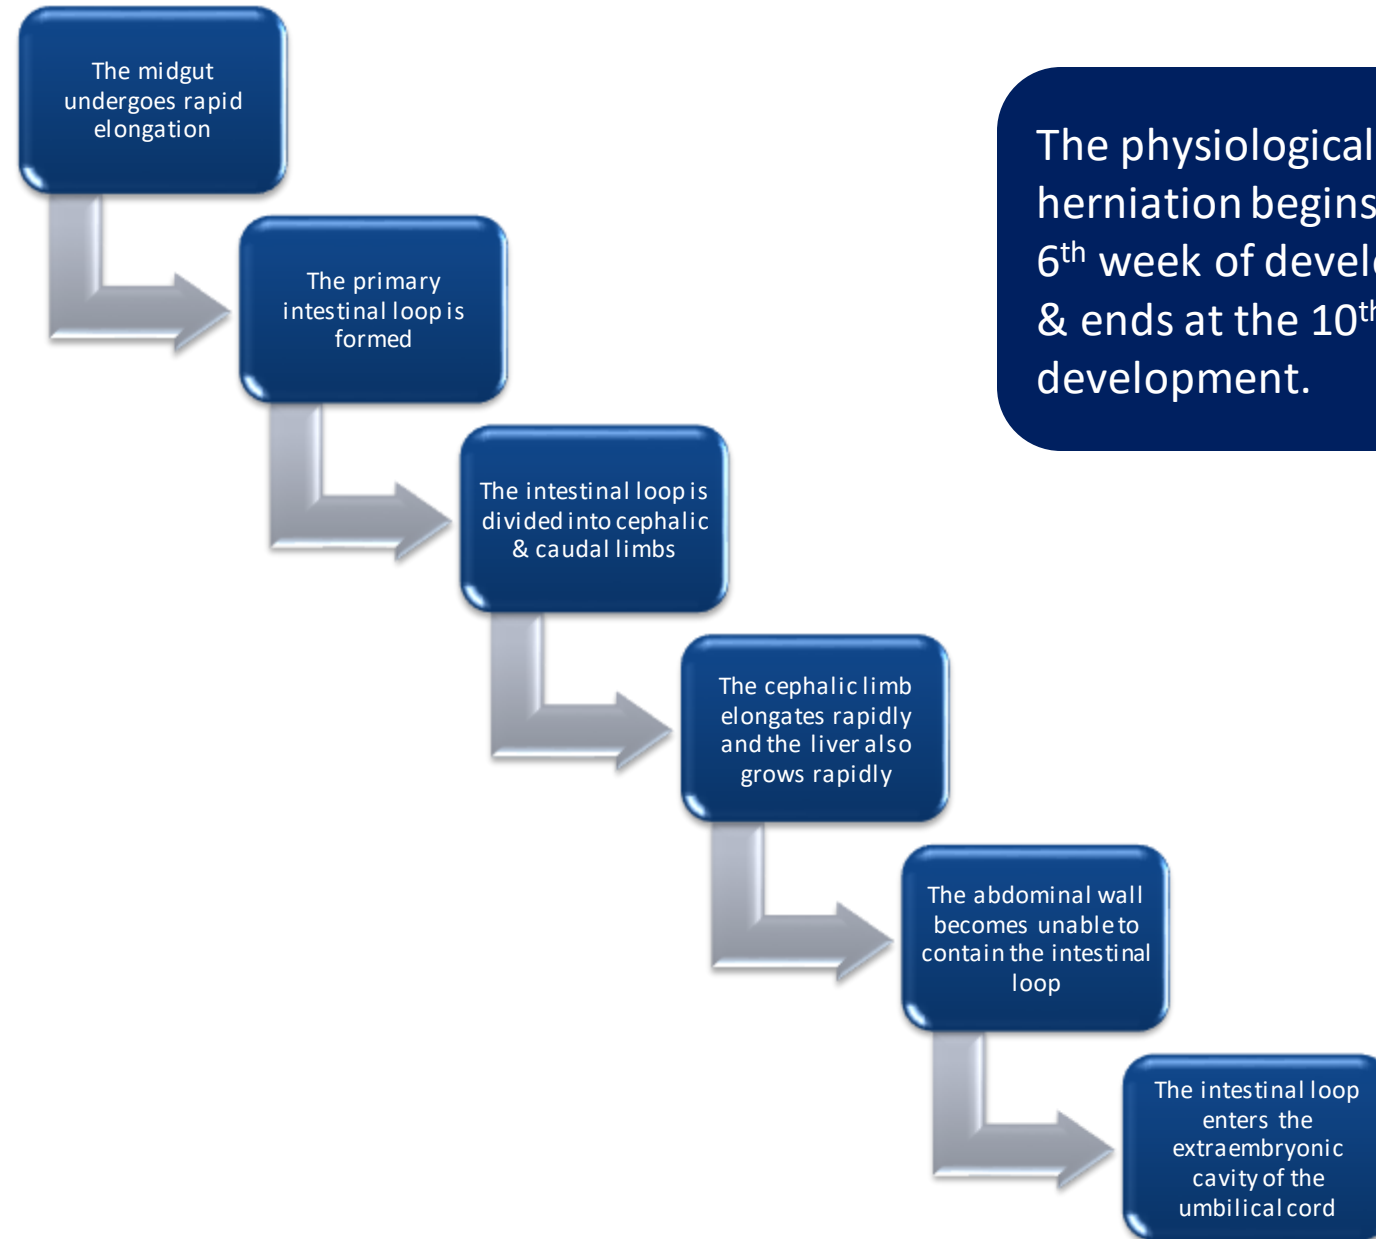 The midgut
undergoes rapid
elongation
The physiological
herniation begins
6th week of
& ends at the 10th
development.
The primary
intestinal loop is
formed
The intestinal loop is
divided into cephalic
& caudal limbs
The cephalic limb
elongates rapidly
and the liver also
grows rapidly
The abdominal wall
becomes unable to
contain the intestinal
loop
The intestinal loop
enters the
extraembryonic
cavity of the
umbilical cord